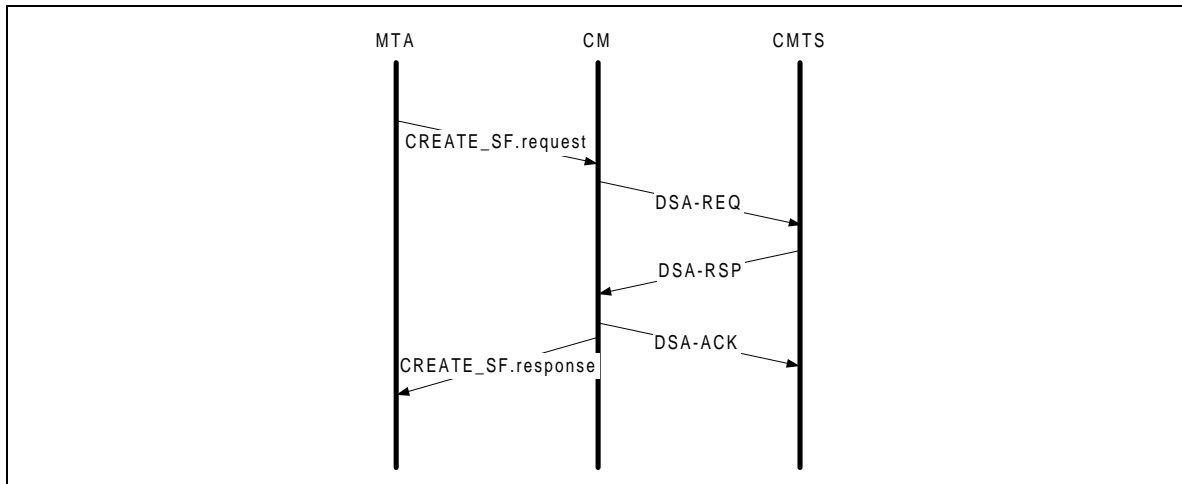 MTA CM CMTS
CREATE_SF.request
DSA-REQ
DSA-RSP
DSA-ACK
CREATE_SF.response